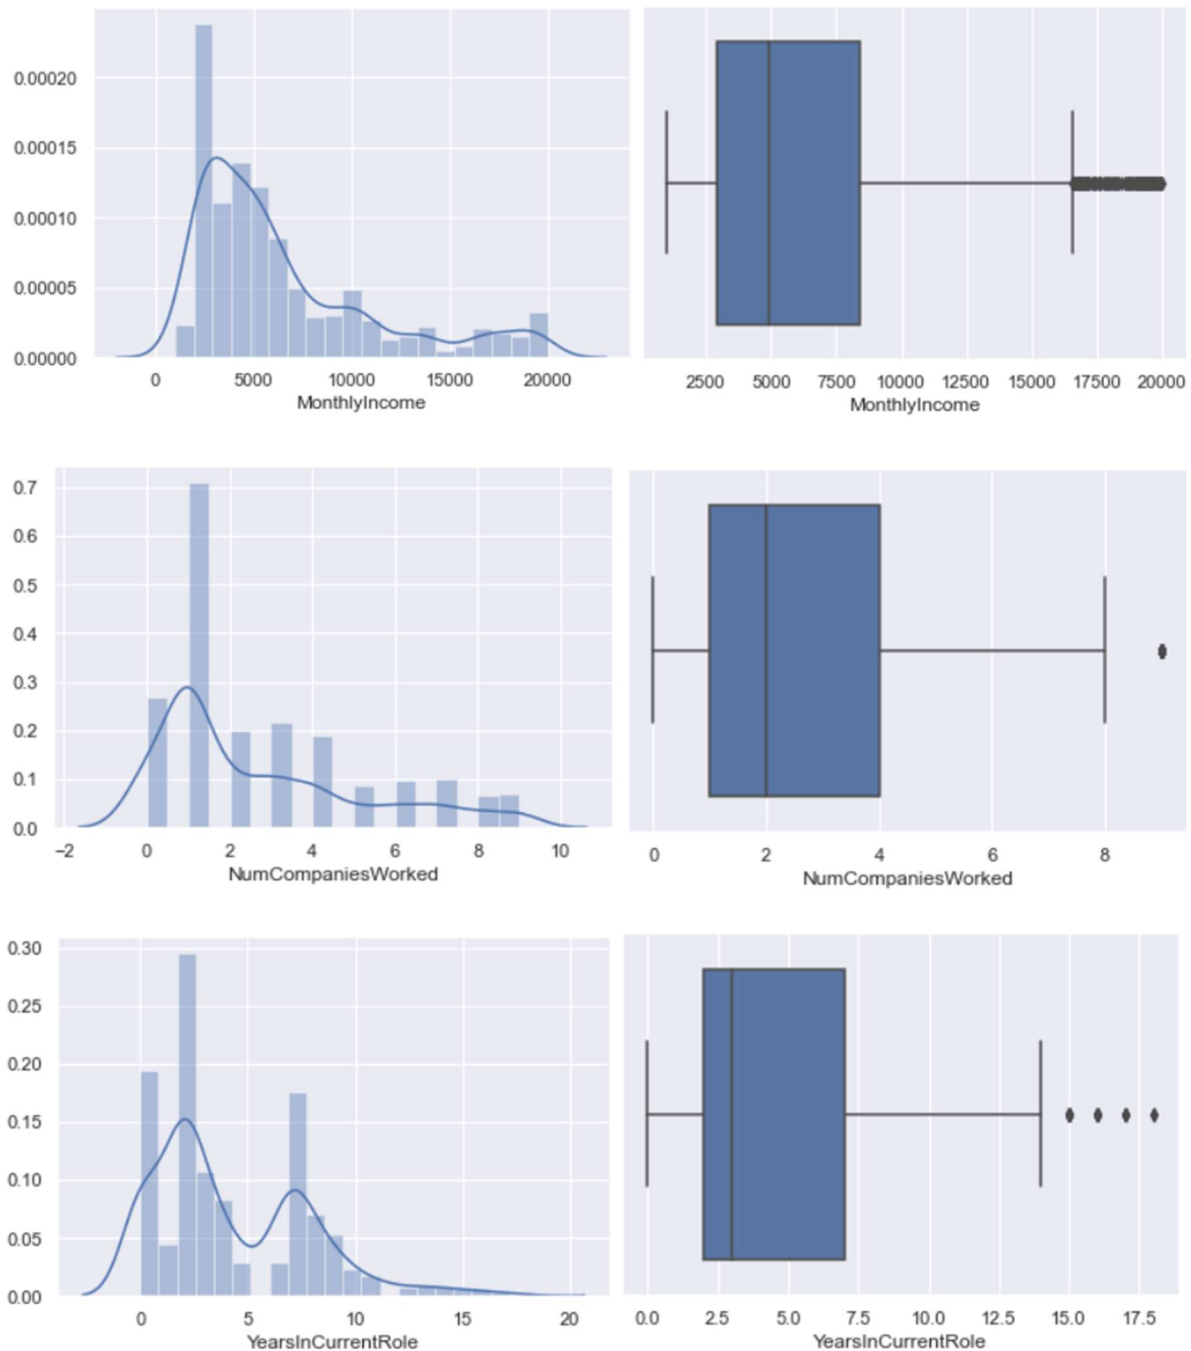 0.00020
0.00015
0.00010
0.00005
0.00000
0 5000 10000 15000 20000
MonthlyIncome
2500 5000 7500 10000 12500 15000 17500 20000
MonthlyIncome
0.7
0.6
0.5
0.4
0.3
0.2
0.1
0.0
−2 0 2 4 6 8 10
NumCompaniesWorked
0 2 4 6 8
NumCompaniesWorked
0.30
0.25
0.20
0.15
0.10
0.05
0.00
0 5 10 15 20
YearsInCurrentRole
0.0 2.5 5.0 7.5 10.0 12.5 15.0 17.5
YearsInCurrentRole